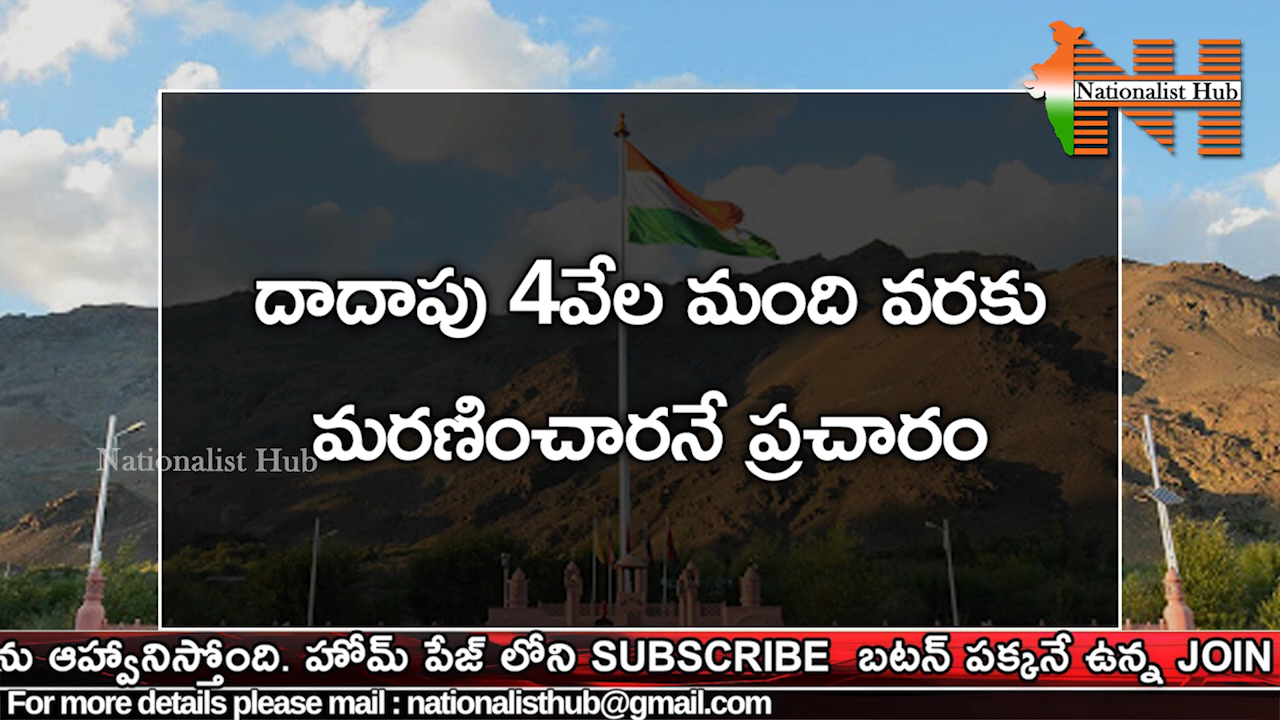 Nationalist Hub
దాదాపు 4వేల మంది వరకు
మరణించారనే ప్రచారం
Nationalist Hub
ను ఆహ్వానిస్తోంది. హోమ్ పేజ్ లోని SUBSCRIBE బటన్ పక్కనే ఉన్న JOIN
For more details please mail : nationalisthub@gmail.com